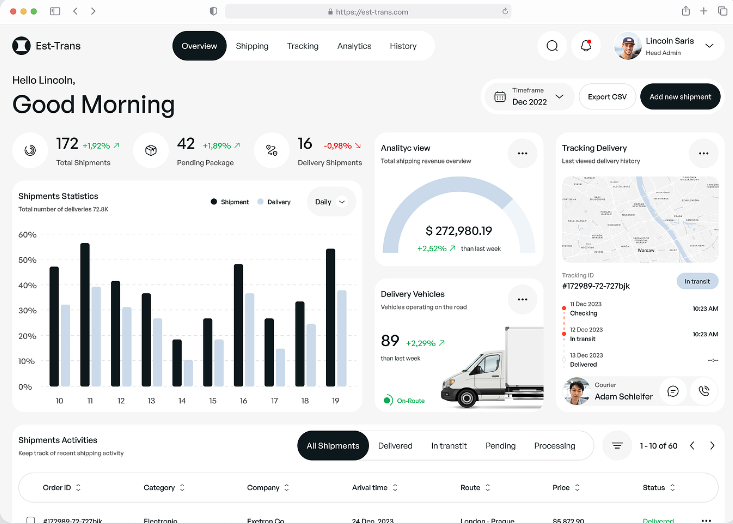 https://est-trans.com
Est-Trans
Overview
Shipping
Tracking
Analytics
History
Lincoln Saris
Head Admin
Hello Lincoln,
Good Morning
Timeframe
Dec 2022
Export CSV
Add new shipment
172 +1,92%
Total Shipments
42 +1,89%
Pending Package
16 -0,98%
Delivery Shipments
Shipments Statistics
Total number of deliveries 72.8K
Shipment
Delivery
Daily
60%
50%
40%
30%
20%
10%
0%
10 11 12 13 14 15 16 17 18 19
Analityc view
Total shipping revenue overview
$ 272,980.19
+2,52% than last week
Delivery Vehicles
Vehicles operating on the road
89 +2,29%
than last week
On-Route
Tracking Delivery
Last viewed delivery history
Warsaw
Tracking ID
#172989-72-727bjk
In transit
11 Dec 2023
Checking
10:23 AM
12 Dec 2023
In transit
10:23 AM
13 Dec 2023
Delivered
--:--
Courier
Adam Schleifer
Shipments Activities
Keep track of recent shipping activity
All Shipments
Delivered
In transtit
Pending
Processing
1 - 10 of 60
Order ID
Category
Company
Arival time
Route
Price
Status
#172989-72-727bjk
Electronic
Exetron Co
24 Dec, 2023
London - Prague
$5,872.90
Delivered